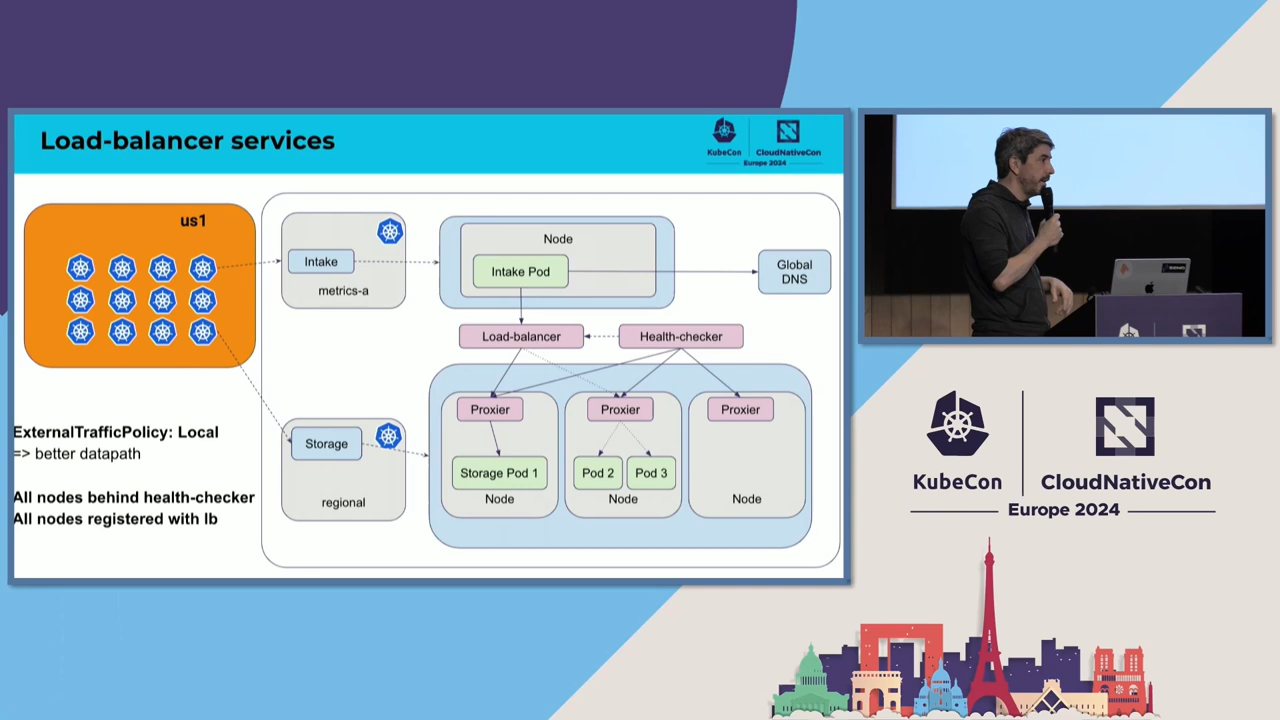 Load-balancer services
KubeCon
CloudNativeCon
Europe 2024
us1
Intake
metrics-a
Node
Intake Pod
Global
DNS
Load-balancer
Health-checker
Proxier
Proxier
Proxier
Storage
regional
Storage Pod 1
Node
Pod 2
Pod 3
Node
Node
ExternalTrafficPolicy: Local
=> better datapath
All nodes behind health-checker
All nodes registered with lb
KubeCon
CloudNativeCon
Europe 2024